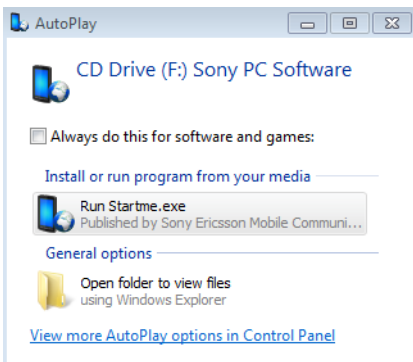 AutoPlay
CD Drive (F:) Sony PC Software
Always do this for software and games:
Install or run program from your media
Run Startme.exe
Published by Sony Ericsson Mobile Communi...
General options
Open folder to view files
using Windows Explorer
View more AutoPlay options in Control Panel